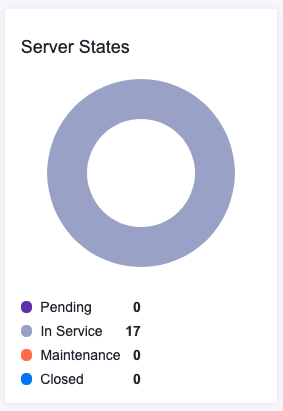 Server States
Pending 0
In Service 17
Maintenance 0
Closed 0